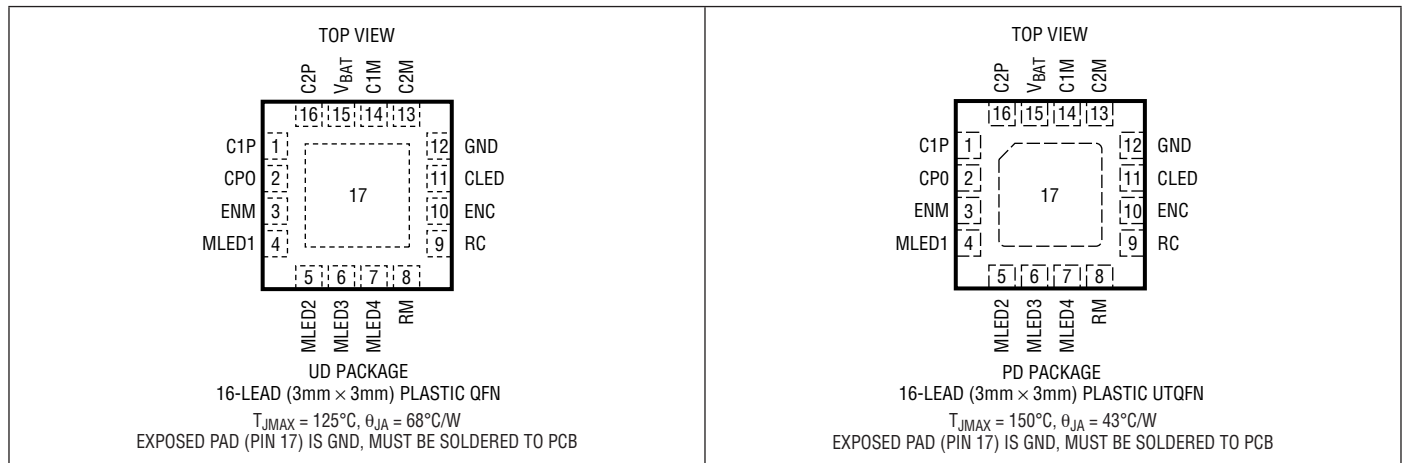 TOP VIEW
C2P
VBAT
C1M
C2M
16 15 14 13
C1P 1
12 GND
CPO 2
11 CLED
17
ENM 3
10 ENC
MLED1 4
9 RC
5 6 7 8
MLED2
MLED3
MLED4
RM
UD PACKAGE
16-LEAD (3mm × 3mm) PLASTIC QFN
TJMAX = 125°C, θJA = 68°C/W
EXPOSED PAD (PIN 17) IS GND, MUST BE SOLDERED TO PCB
TOP VIEW
C2P
VBAT
C1M
C2M
16 15 14 13
C1P 1
12 GND
CP0 2
11 CLED
17
ENM 3
10 ENC
MLED1 4
9 RC
5 6 7 8
MLED2
MLED3
MLED4
RM
PD PACKAGE
16-LEAD (3mm × 3mm) PLASTIC UTQFN
TJMAX = 150°C, θJA = 43°C/W
EXPOSED PAD (PIN 17) IS GND, MUST BE SOLDERED TO PCB